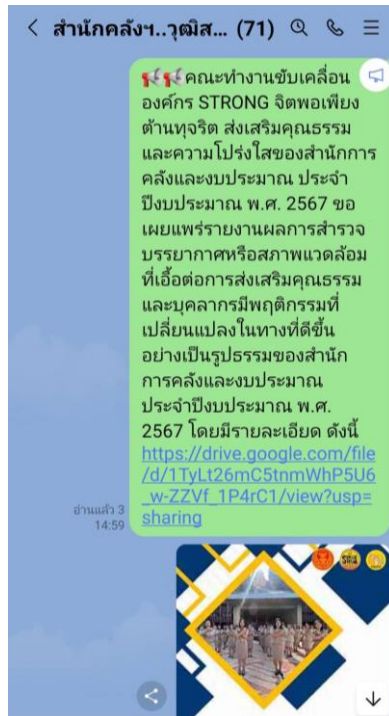 สำนักคลังฯ..วุฒิส... (71)
📢📢คณะทำงานขับเคลื่อน
องค์กร STRONG จิตพอเพียง
ต้านทุจริต ส่งเสริมคุณธรรม
และความโปร่งใสของสำนักการ
คลังและงบประมาณ ประจำ
ปีงบประมาณ พ.ศ. 2567 ขอ
เผยแพร่รายงานผลการสำรวจ
บรรยากาศหรือสภาพแวดล้อม
ที่เอื้อต่อการส่งเสริมคุณธรรม
และบุคลากรมีพฤติกรรมที่
เปลี่ยนแปลงในทางที่ดีขึ้น
อย่างเป็นรูปธรรมของสำนัก
การคลังและงบประมาณ
ประจำปีงบประมาณ พ.ศ.
2567 โดยมีรายละเอียด ดังนี้
https://drive.google.com/file
/d/1TyLt26mC5tnmWhP5U6
_w-ZZVf_1P4rC1/view?usp=
sharing
อ่านแล้ว 3
14:59